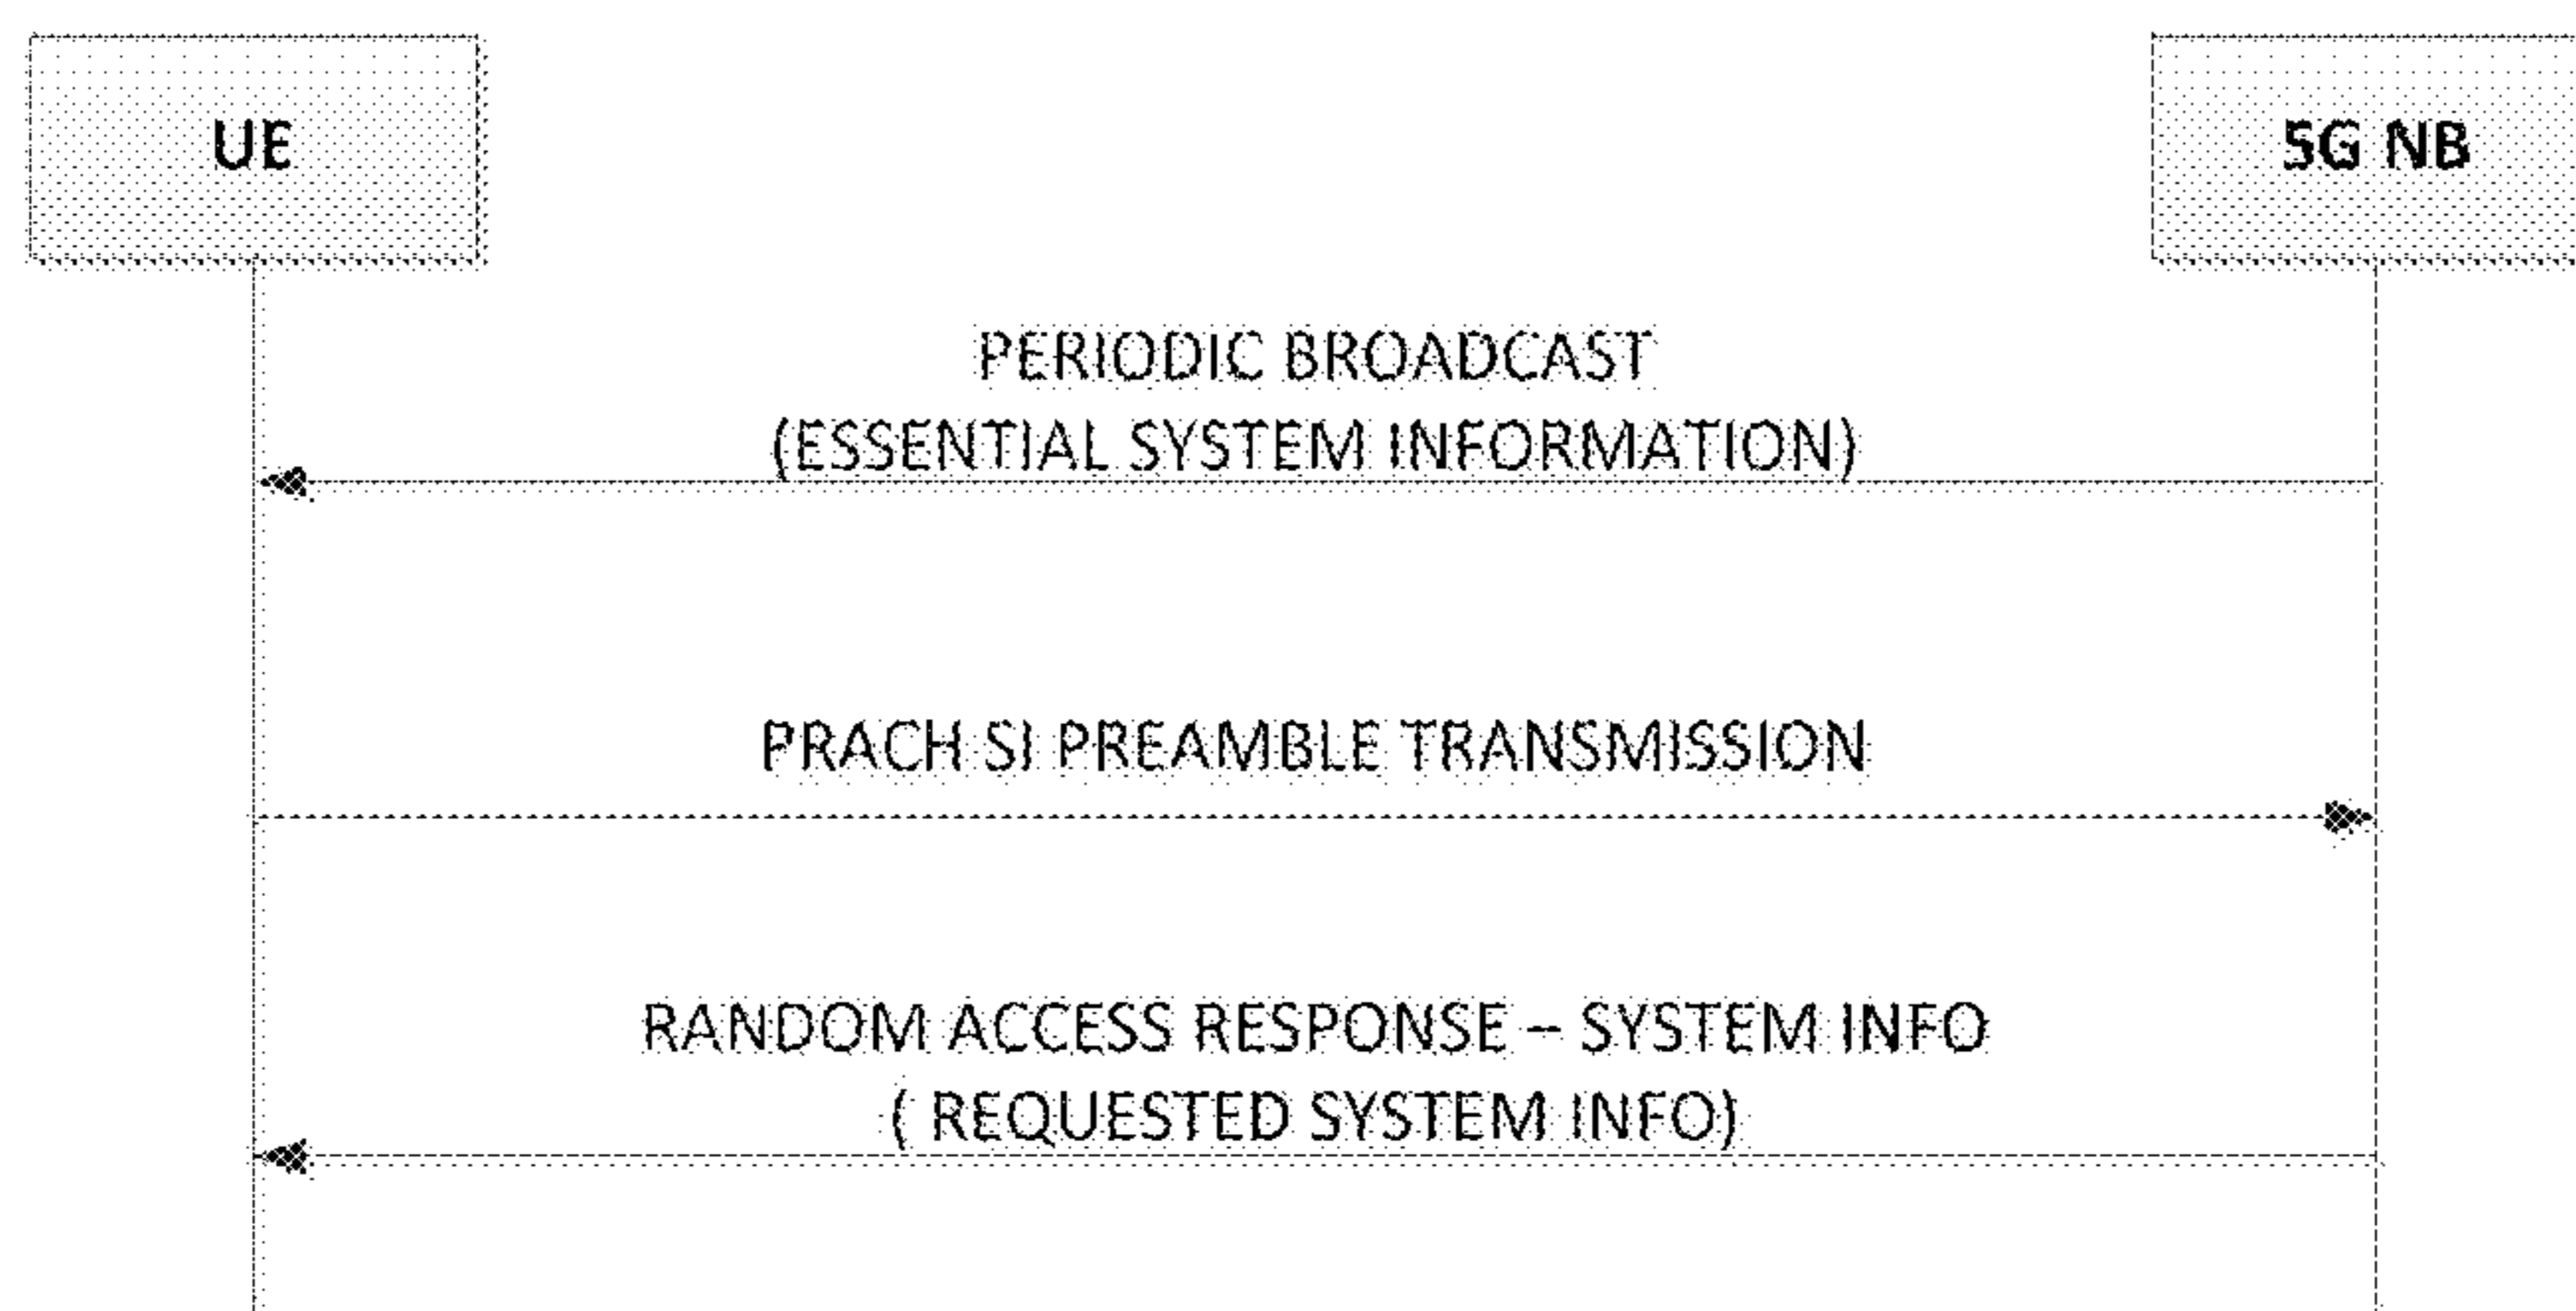 UE
5G NB
PERIODIC BROADCAST
(ESSENTIAL SYSTEM INFORMATION)
PRACH SI PREAMBLE TRANSMISSION
RANDOM ACCESS RESPONSE – SYSTEM INFO
( REQUESTED SYSTEM INFO)